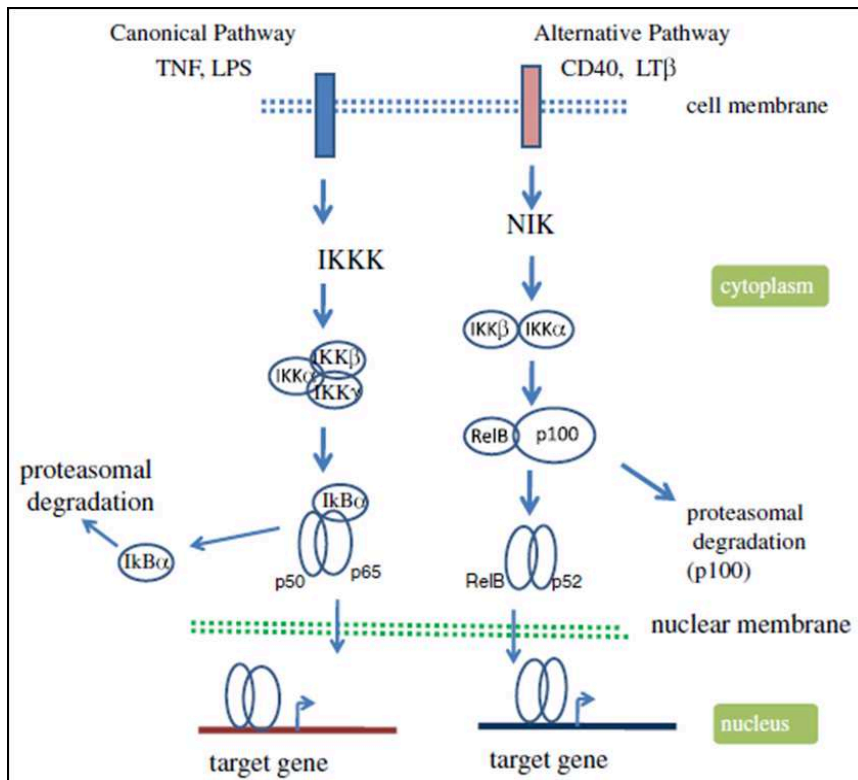 Canonical Pathway
Alternative Pathway
TNF, LPS
CD40, LTβ
cell membrane
NIK
IKKK
cytoplasm
IKKβ
IKKα
IKKβ
IKKα
IKKγ
RelB
p100
proteasomal
degradation
IkBα
IkBα
proteasomal
degradation
(p100)
p50
p65
RelB
p52
nuclear membrane
nucleus
target gene
target gene